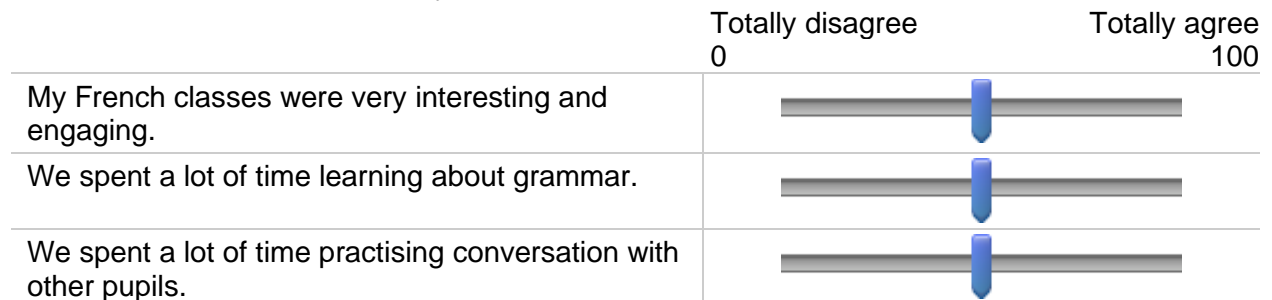 Totally disagree Totally agree
0 100
My French classes were very interesting and
engaging.
We spent a lot of time learning about grammar.
We spent a lot of time practising conversation with
other pupils.